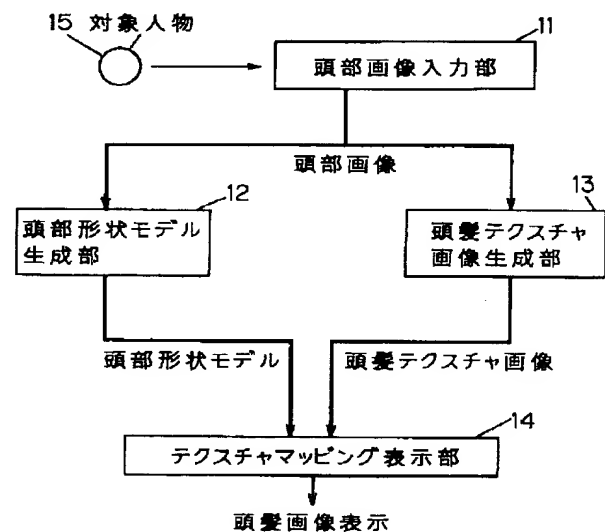 15 対象人物
11
頭部画像入力部
頭部画像
12
頭部形状モデル
生成部
13
頭髪テクスチャ
画像生成部
頭部形状モデル
頭髪テクスチャ画像
14
テクスチャマッピング表示部
頭髪画像表示